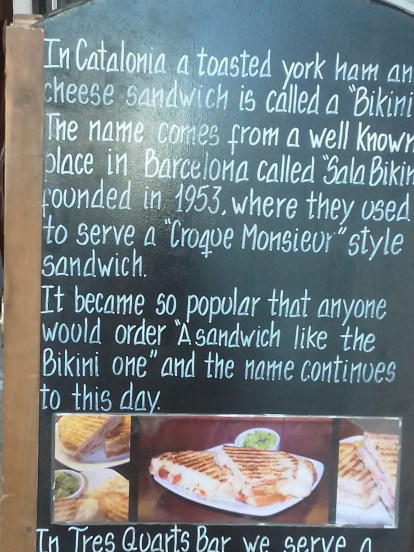 In Catalonia a toasted york ham an
cheese sandwich is called a "Bikini
The name comes from a well known
place in Barcelona called "Sala Bikin
founded in 1953, where they used
to serve a "Croque Monsieur" style
sandwich.
It became so popular that anyone
would order "A sandwich like the
Bikini one" and the name continues
to this day.
In Tres Quarts Bar we serve a